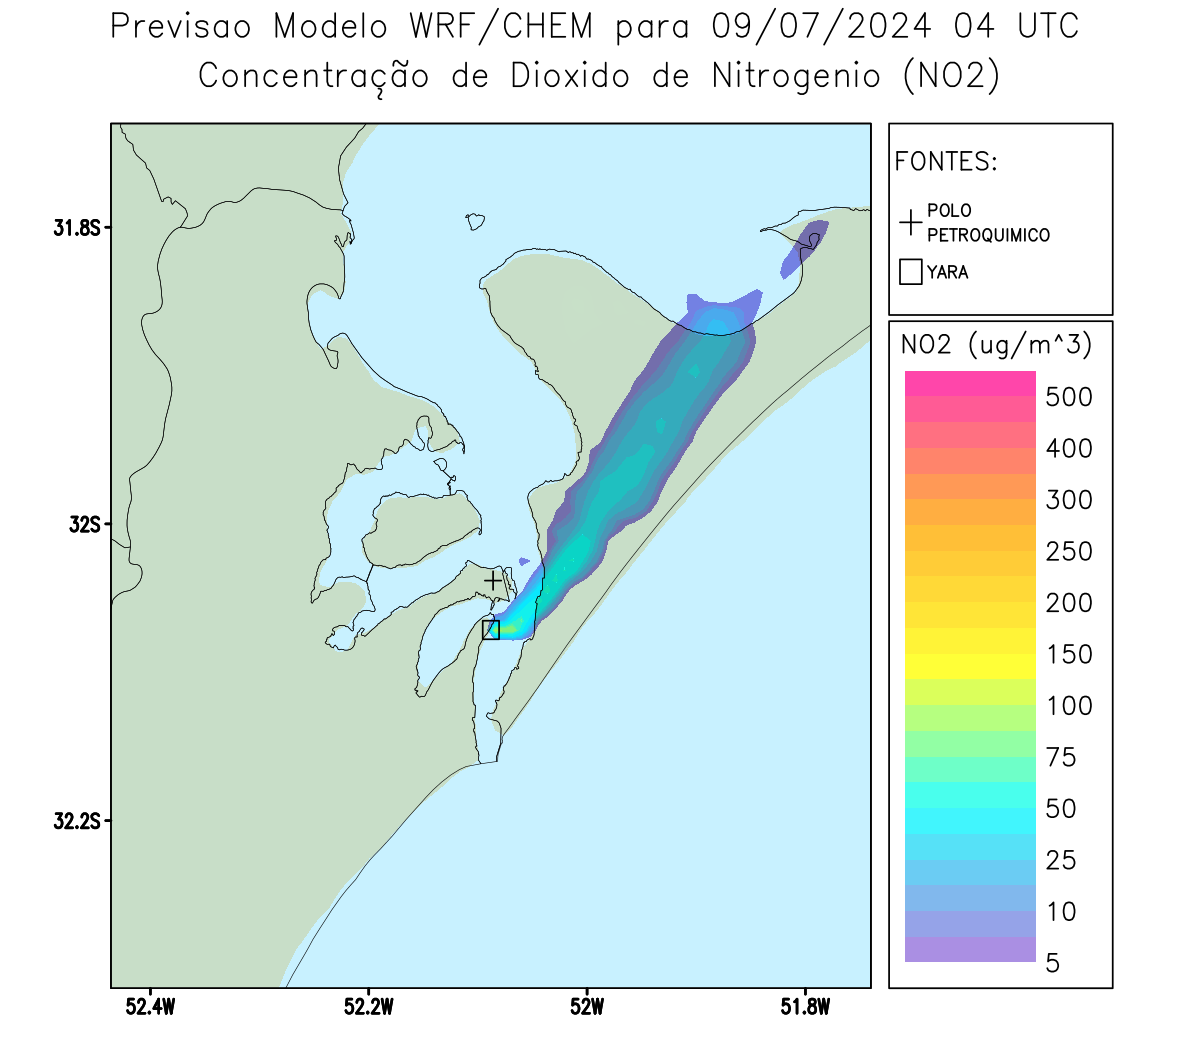 Previsao Modelo WRF/CHEM para 09/07/2024 04 UTC
Concentração de Dioxido de Nitrogenio (NO2)
FONTES:
POLO
PETROQUIMICO
YARA
NO2 (ug/m^3)
500
400
300
250
200
150
100
75
50
25
10
5
31.8S
32S
32.2S
52.4W
52.2W
52W
51.8W